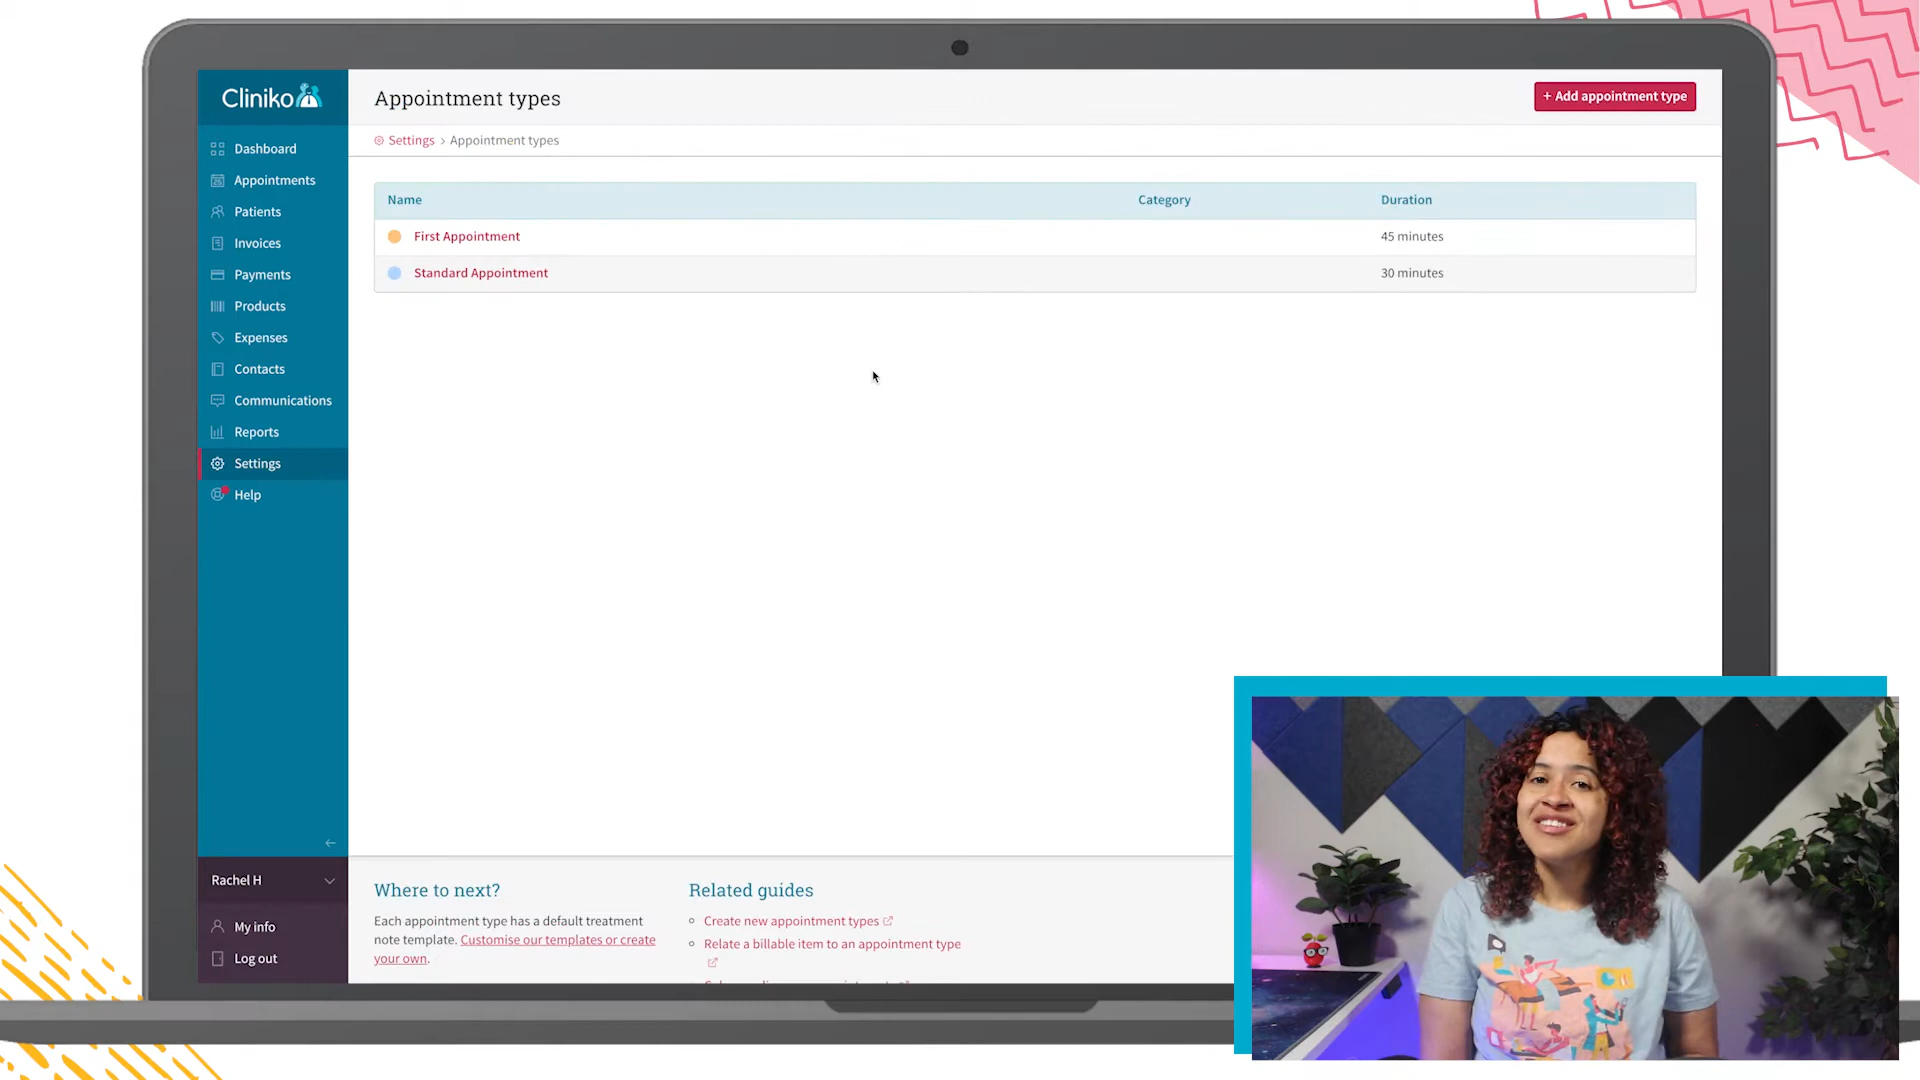 Cliniko
Appointment types
+ Add appointment type
Settings > Appointment types
Dashboard
Appointments
Patients
Invoices
Payments
Products
Expenses
Contacts
Communications
Reports
Settings
Help
Name Category Duration
First Appointment 45 minutes
Standard Appointment 30 minutes
Rachel H
My info
Log out
Where to next?
Each appointment type has a default treatment
note template. Customise our templates or create
your own.
Related guides
Create new appointment types
Relate a billable item to an appointment type